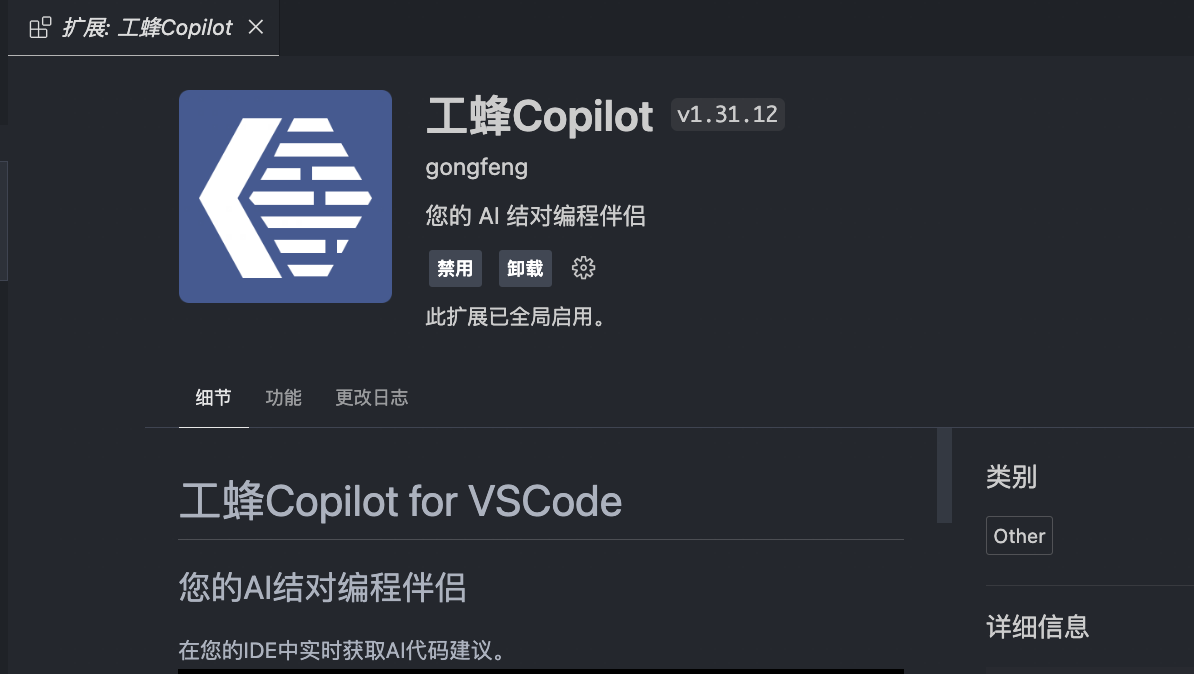 扩展: 工蜂Copilot
工蜂Copilot v1.31.12
gongfeng
您的 AI 结对编程伴侣
禁用 卸载
此扩展已全局启用。
细节 功能 更改日志
工蜂Copilot for VSCode
您的AI结对编程伴侣
在您的IDE中实时获取AI代码建议。
类别
Other
详细信息